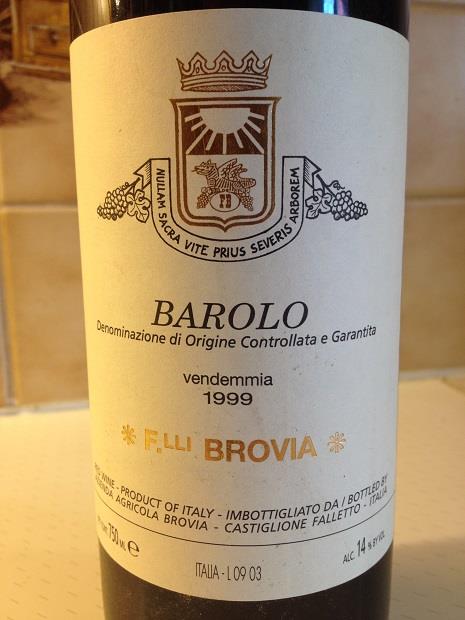 NULLAM SACRA VITE PRIUS SEVERIS ARBOREM
BAROLO
Denominazione di Origine Controllata e Garantita
vendemmia
1999
* F.LLI BROVIA *
RED WINE - PRODUCT OF ITALY - IMBOTTIGLIATO DA / BOTTLED BY
AZIENDA AGRICOLA BROVIA - CASTIGLIONE FALLETTO - ITALIA
750 ML e
ALC. 14 % BY VOL
ITALIA - L 09 03